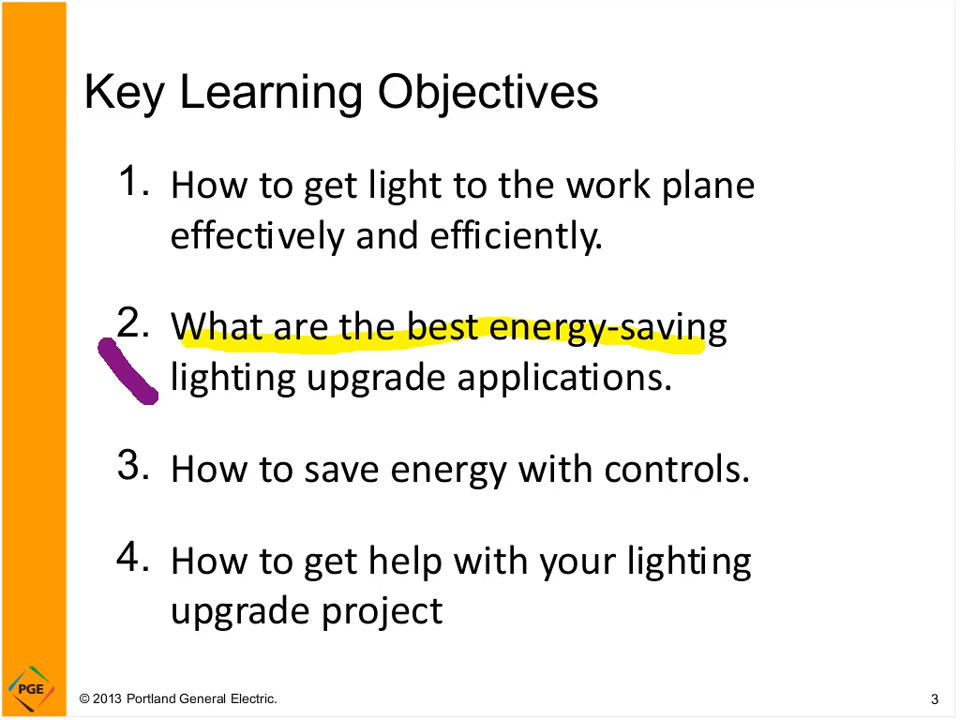 Key Learning Objectives
1. How to get light to the work plane
effectively and efficiently.
2. What are the best energy-saving
lighting upgrade applications.
3. How to save energy with controls.
4. How to get help with your lighting
upgrade project
PGE
© 2013 Portland General Electric.
3